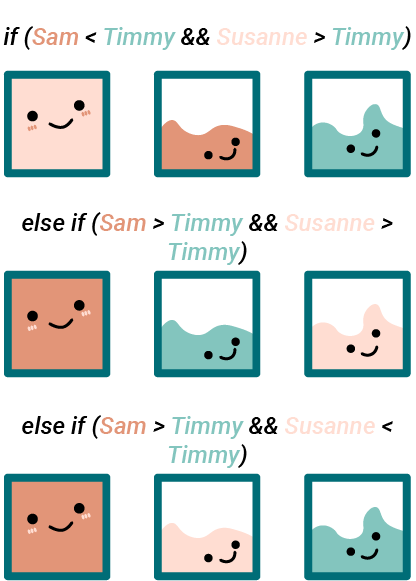 if (Sam < Timmy && Susanne > Timmy)
else if (Sam > Timmy && Susanne >
Timmy)
else if (Sam > Timmy && Susanne <
Timmy)